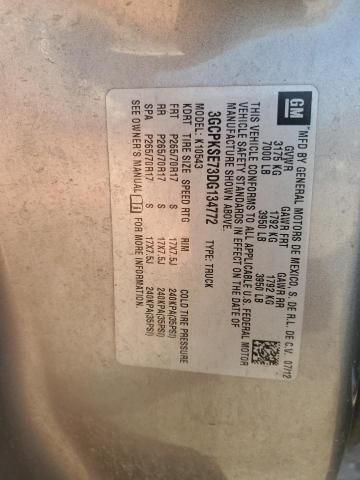 GM
MFD BY GENERAL MOTORS DE MEXICO, S. DE R.L. DE C.V. 07/12
GVWR GAWR FRT GAWR RR
3175 KG 1792 KG 1792 KG
7000 LB 3950 LB 3950 LB
THIS VEHICLE CONFORMS TO ALL APPLICABLE U.S. FEDERAL MOTOR
VEHICLE SAFETY STANDARDS IN EFFECT ON THE DATE OF
MANUFACTURE SHOWN ABOVE.
3GCPKSE73DG134772 TYPE: TRUCK
MODEL: K10543
KDRT TIRE SIZE SPEED RTG RIM COLD TIRE PRESSURE
FRT P265/70R17 S 17X7.5J 240KPA(35PSI)
RR P265/70R17 S 17X7.5J 240KPA(35PSI)
SPA P265/70R17 S 17X7.5J 240KPA(35PSI)
SEE OWNER'S MANUAL FOR MORE INFORMATION.